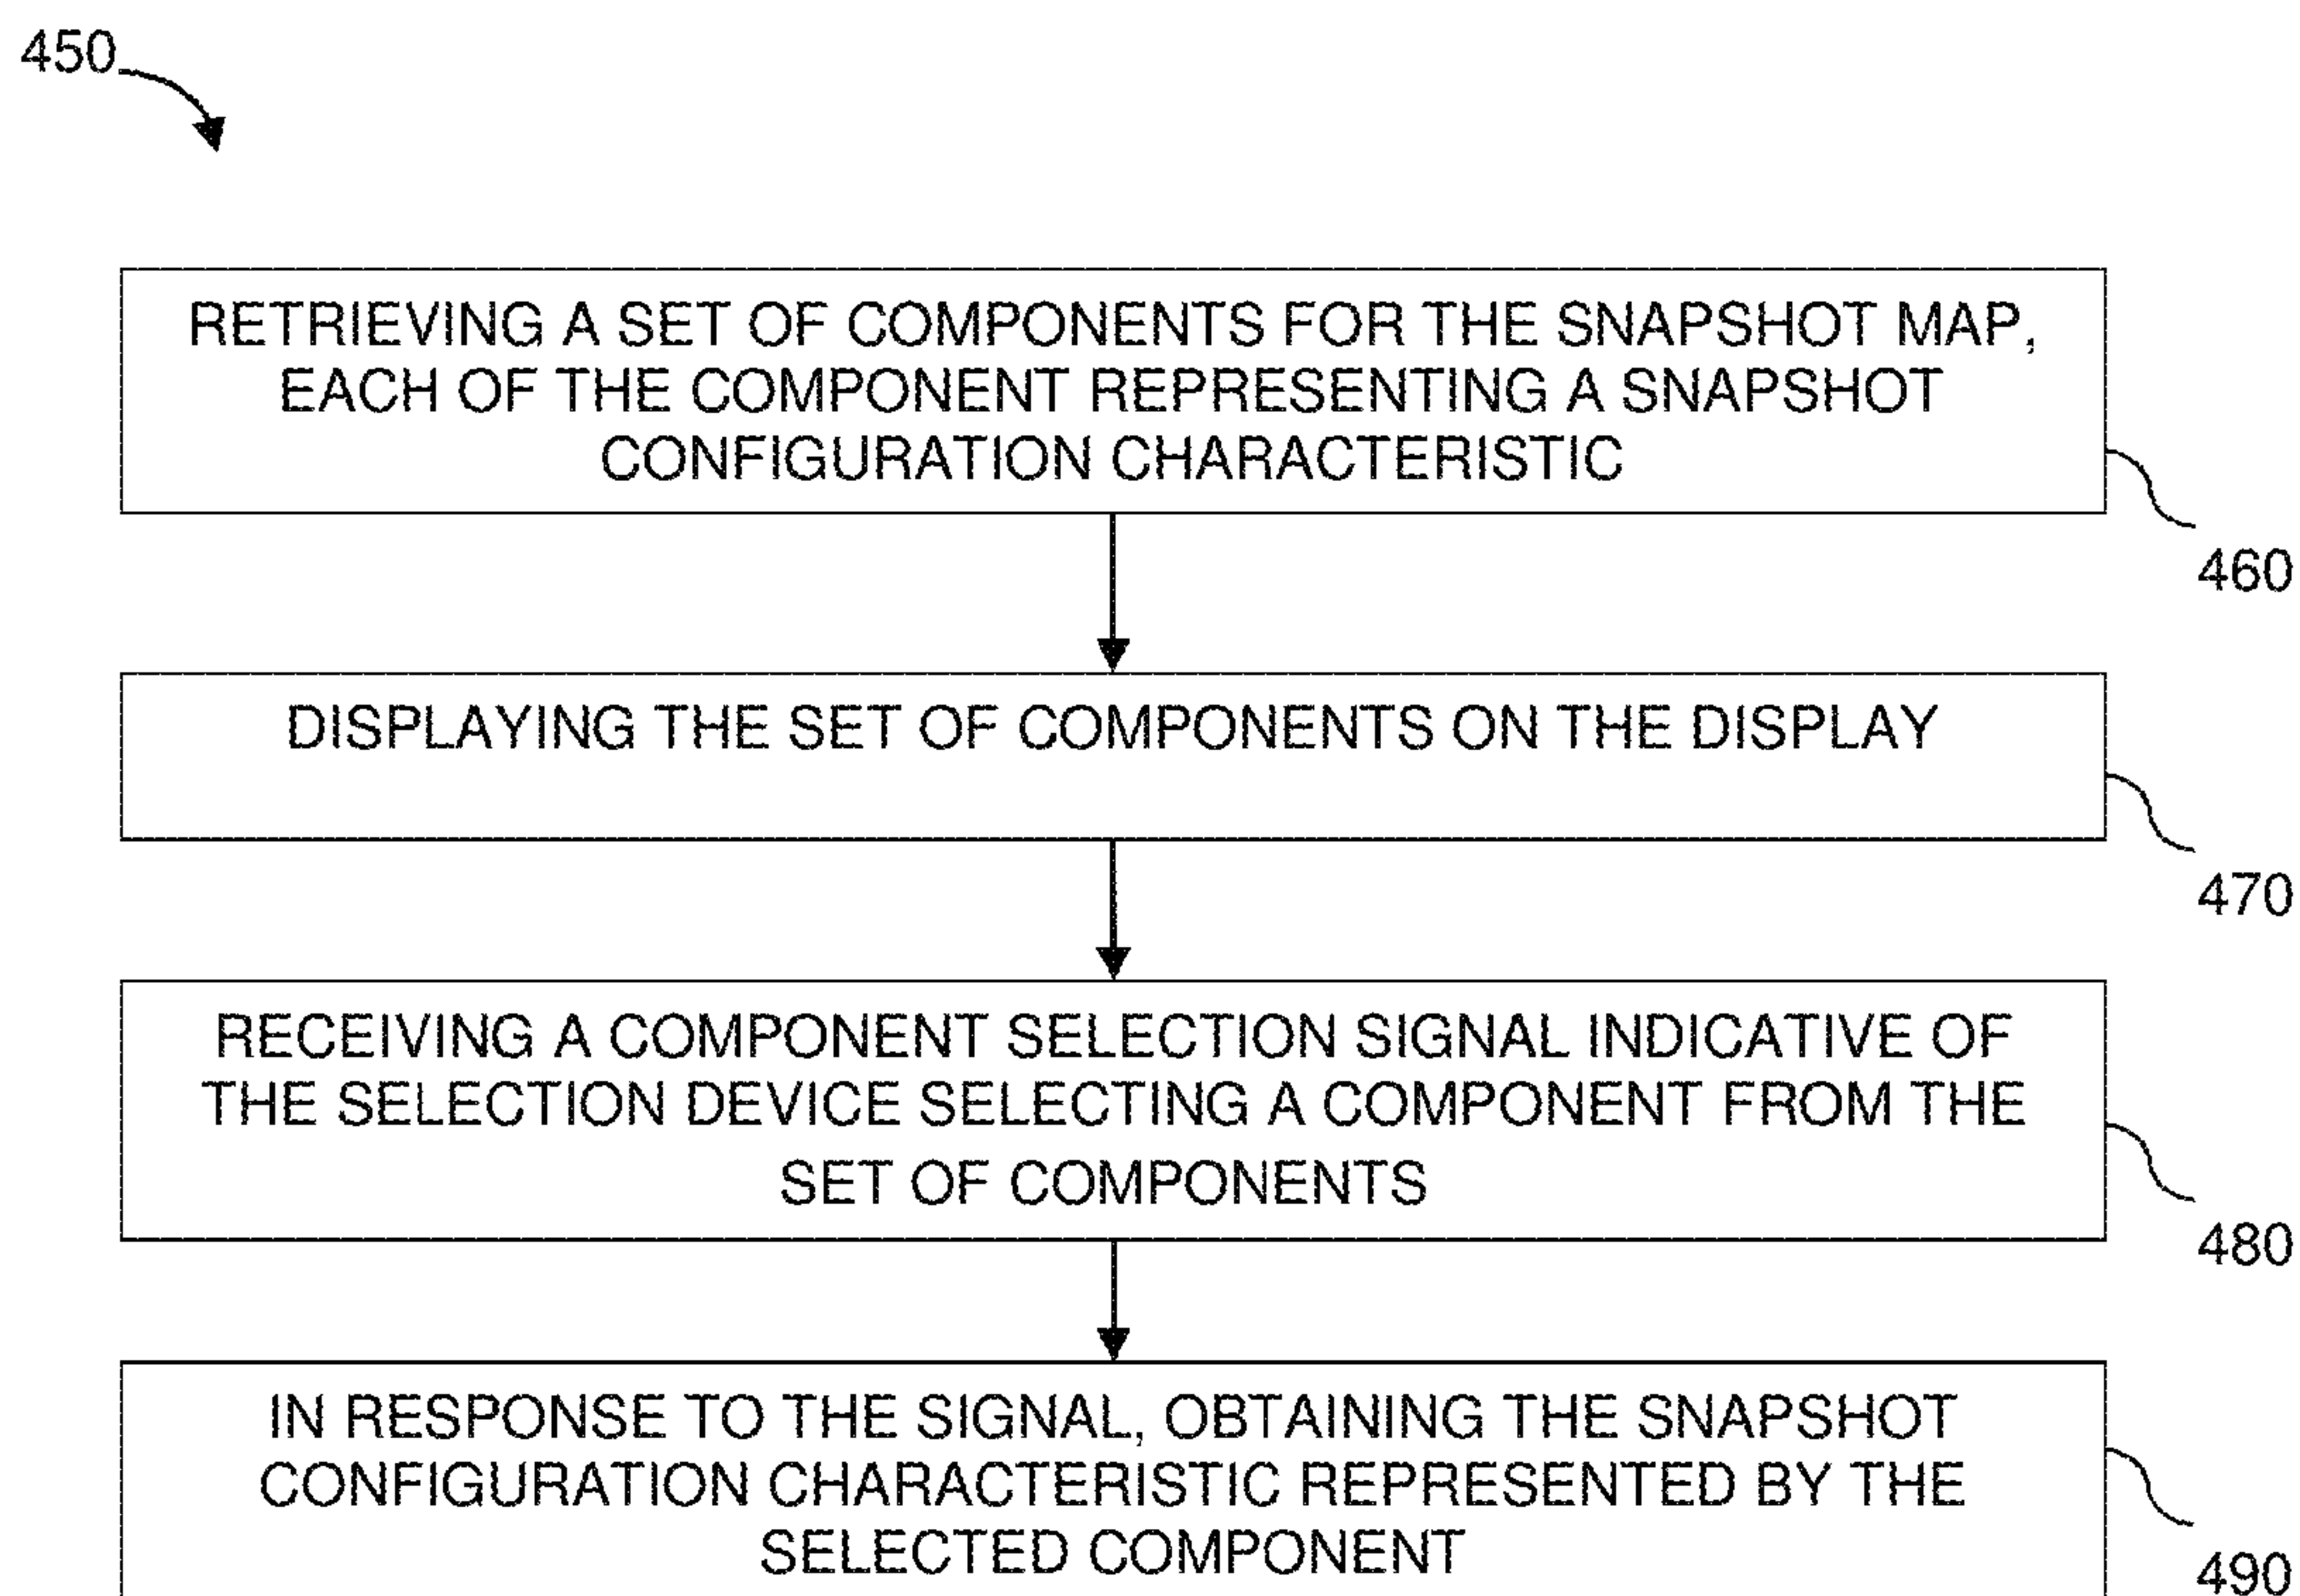 450
RETRIEVING A SET OF COMPONENTS FOR THE SNAPSHOT MAP,
EACH OF THE COMPONENT REPRESENTING A SNAPSHOT
CONFIGURATION CHARACTERISTIC
460
DISPLAYING THE SET OF COMPONENTS ON THE DISPLAY
470
RECEIVING A COMPONENT SELECTION SIGNAL INDICATIVE OF
THE SELECTION DEVICE SELECTING A COMPONENT FROM THE
SET OF COMPONENTS
480
IN RESPONSE TO THE SIGNAL, OBTAINING THE SNAPSHOT
CONFIGURATION CHARACTERISTIC REPRESENTED BY THE
SELECTED COMPONENT
490